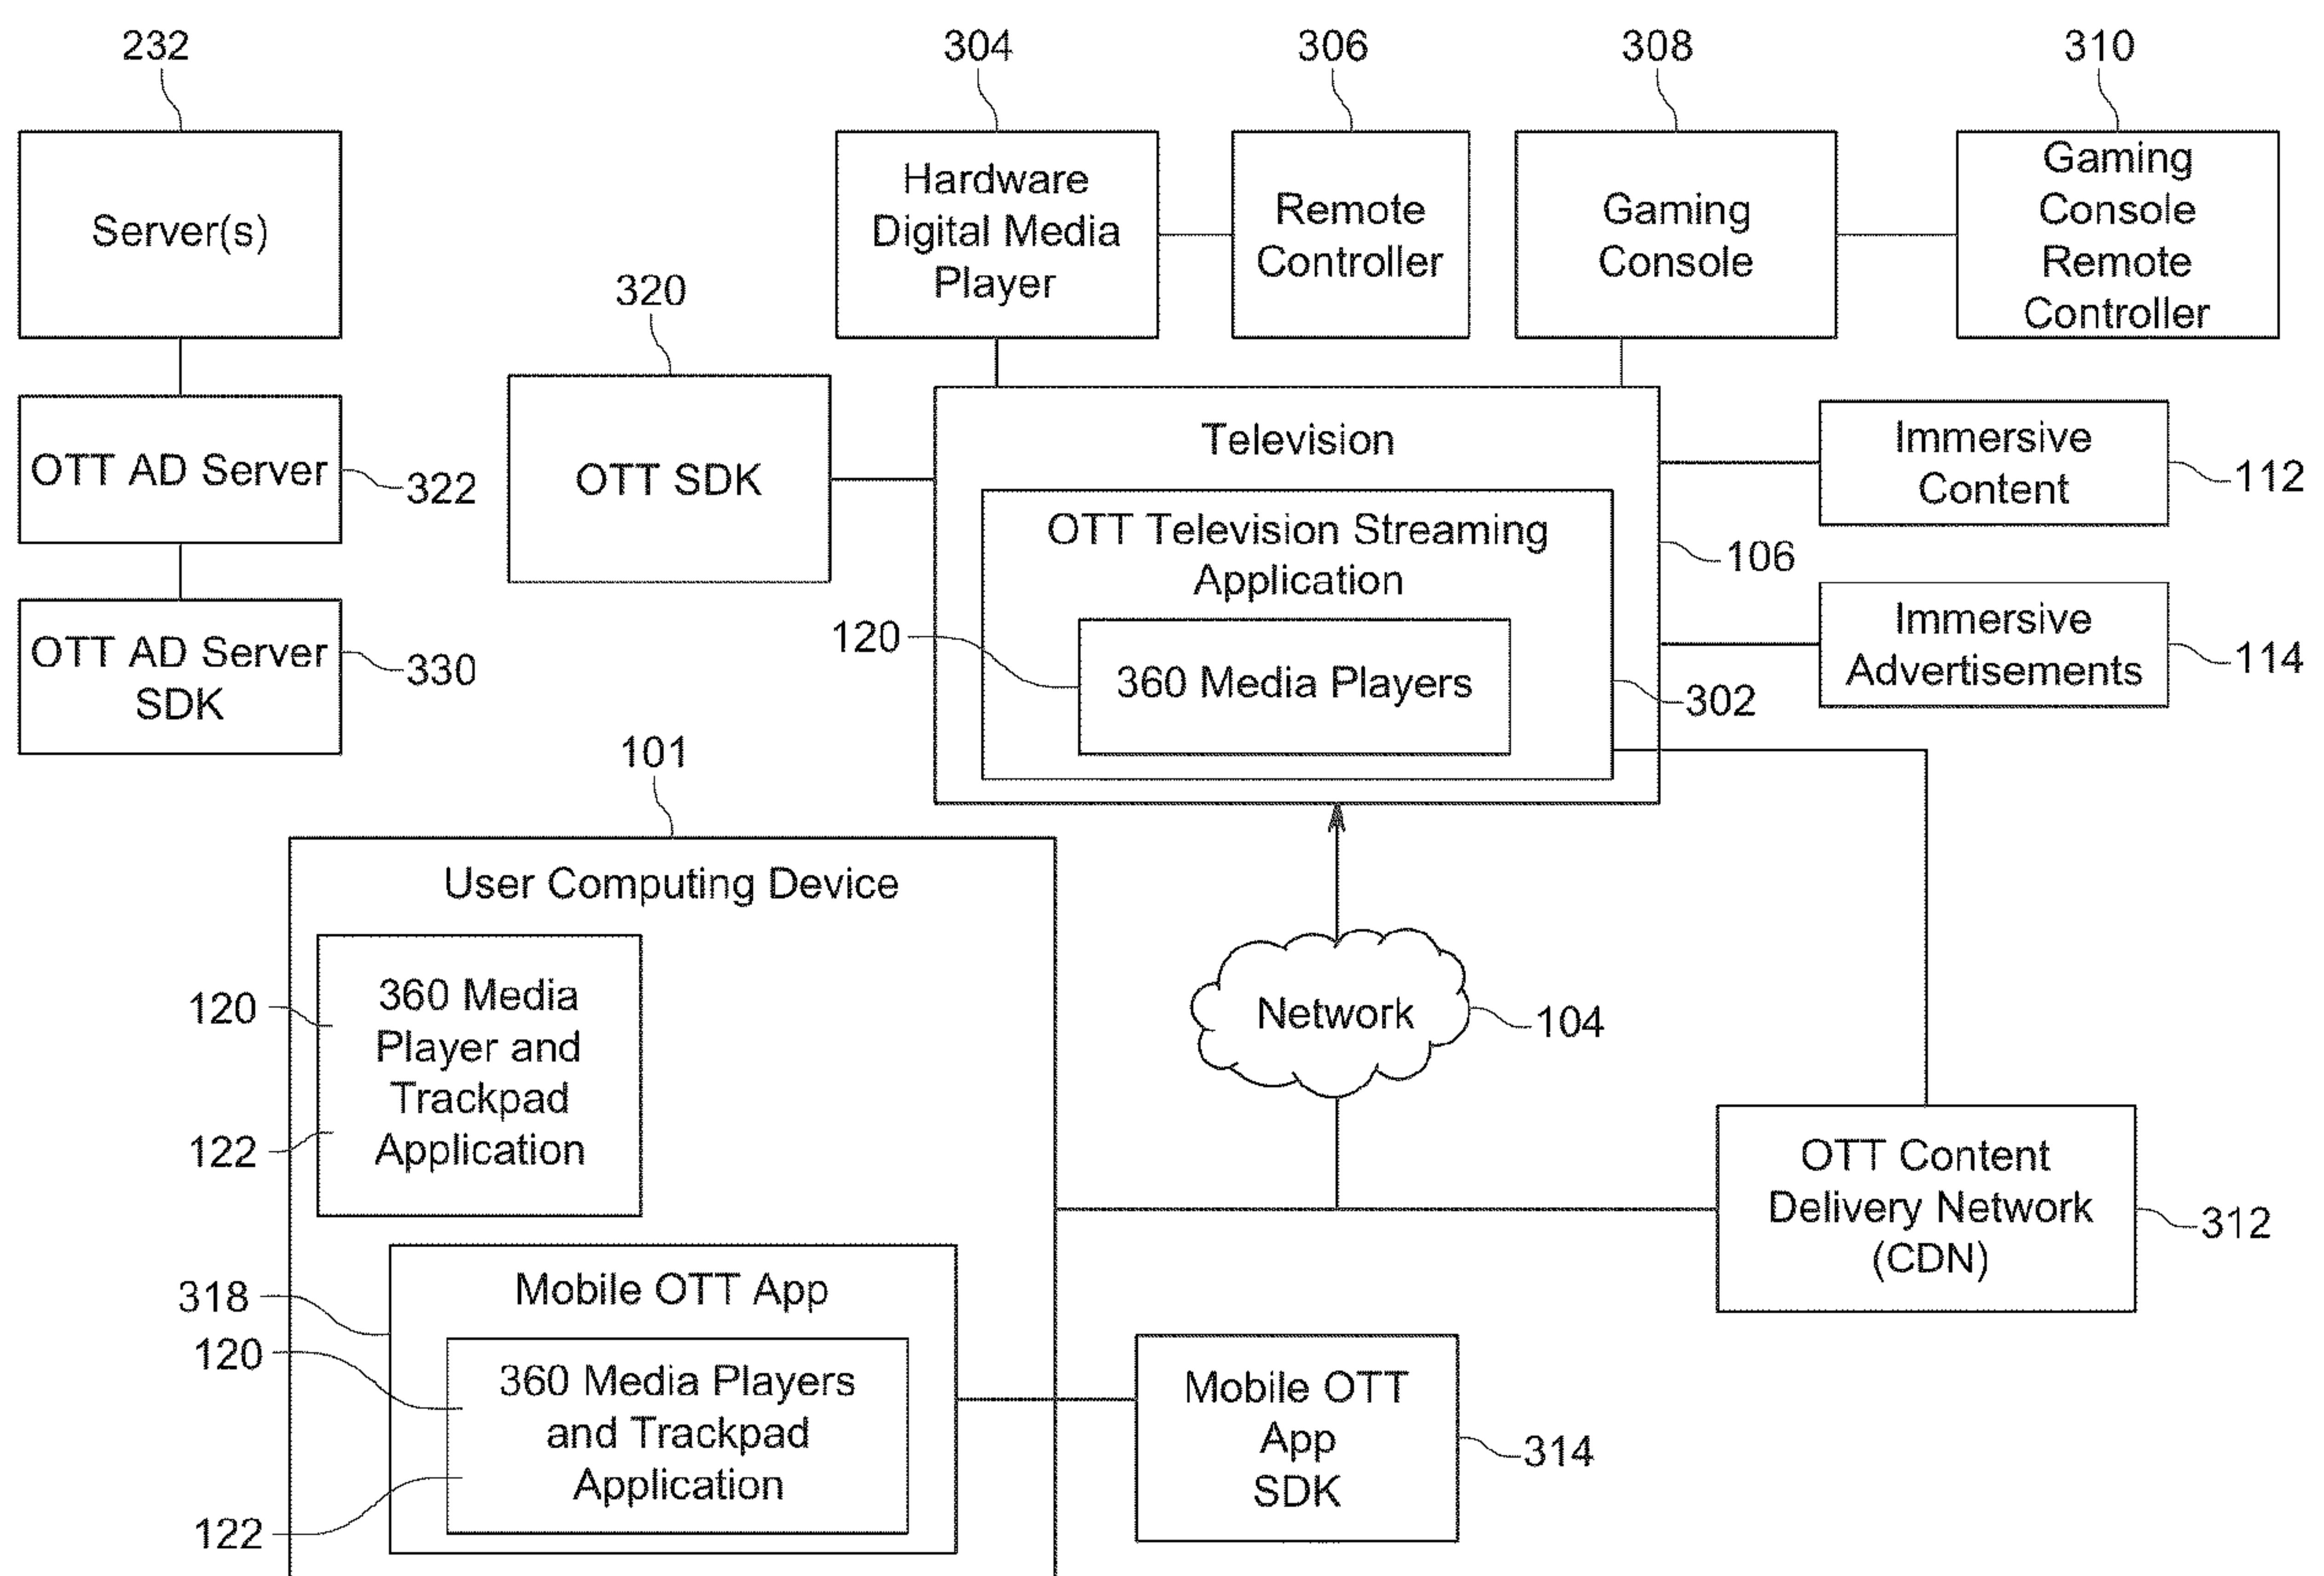 232
304
306
308
310
Server(s)
Hardware
Digital Media
Player
Remote
Controller
Gaming
Console
Gaming
Console
Remote
Controller
320
OTT AD Server
322
OTT SDK
Television
Immersive
Content
112
OTT Television Streaming
Application
106
OTT AD Server
SDK
330
120
360 Media Players
302
Immersive
Advertisements
114
101
User Computing Device
120
360 Media
Player and
Trackpad
Application
122
Network
104
OTT Content
Delivery Network
(CDN)
312
318
Mobile OTT App
120
360 Media Players
and Trackpad
Application
122
Mobile OTT
App
SDK
314